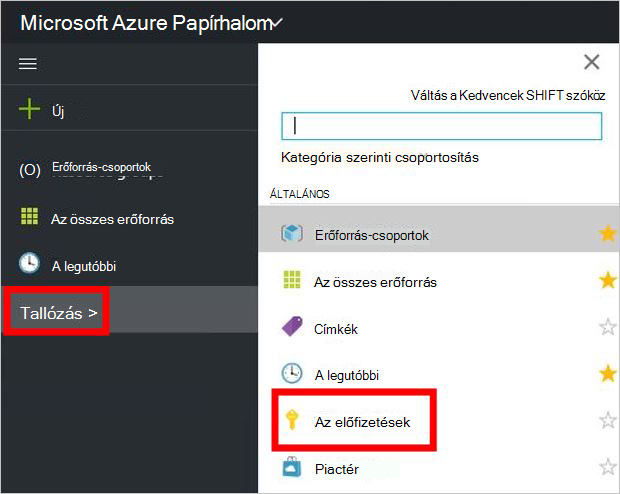 Microsoft Azure Papírhalom
Új
(O) Erőforrás-csoportok
Az összes erőforrás
A legutóbbi
Tallózás >
Váltás a Kedvencek SHIFT szóköz
Kategória szerinti csoportosítás
ÁLTALÁNOS
Erőforrás-csoportok
Az összes erőforrás
Címkék
A legutóbbi
Az előfizetések
Piactér